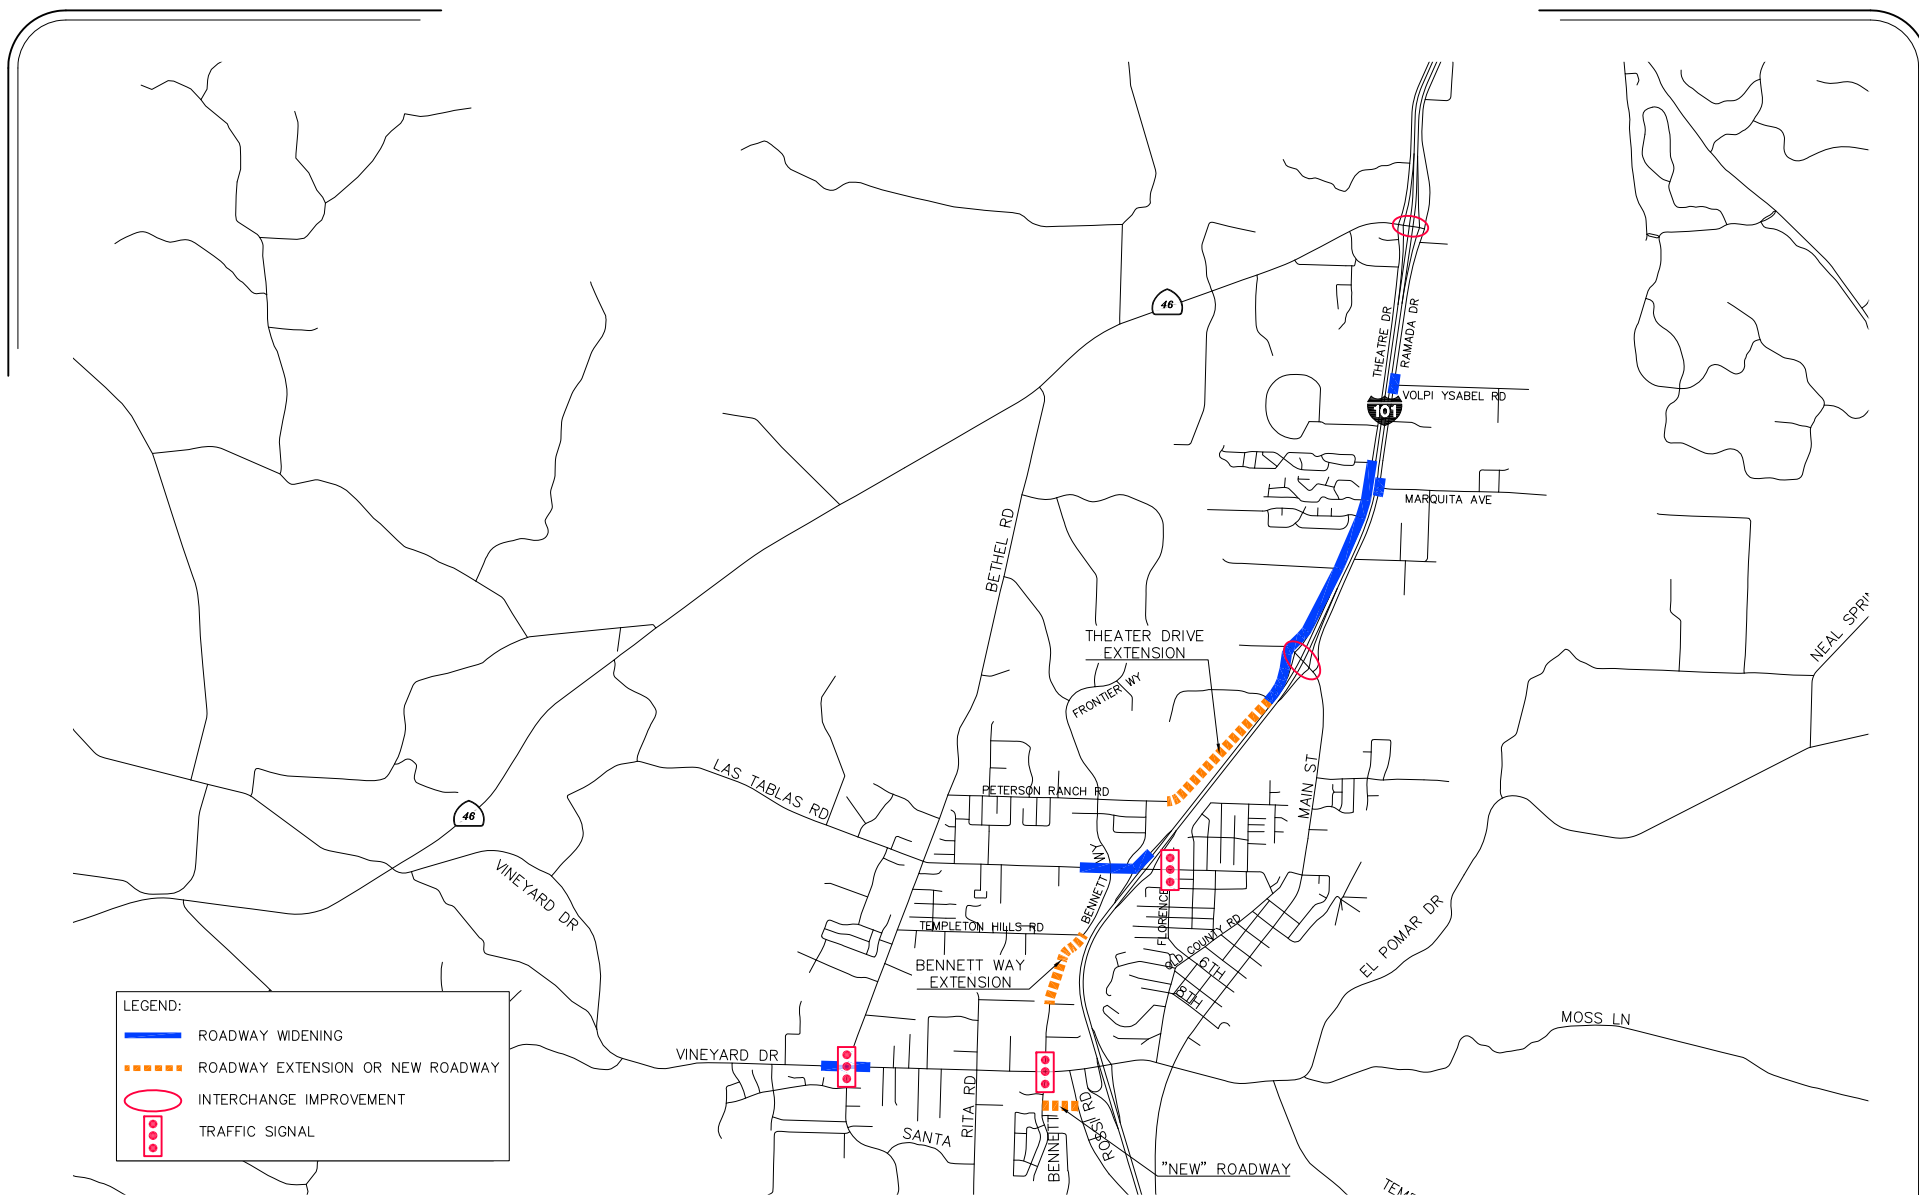 46
THEATRE DR
RAMADA DR
VOLPI YSABEL RD
101
MARQUITA AVE
BETHEL RD
THEATER DRIVE
EXTENSION
FRONTIER WY
LAS TABLAS RD
PETERSON RANCH RD
MAIN ST
46
VINEYARD DR
BENNETT WY
FLORENCE
TEMPLETON HILLS RD
OLD COUNTY RD
6TH
8TH
EL POMAR DR
BENNETT WAY
EXTENSION
MOSS LN
VINEYARD DR
SANTA
RITA RD
BENNETT
ROSSI RD
"NEW" ROADWAY
LEGEND:
ROADWAY WIDENING
ROADWAY EXTENSION OR NEW ROADWAY
INTERCHANGE IMPROVEMENT
TRAFFIC SIGNAL